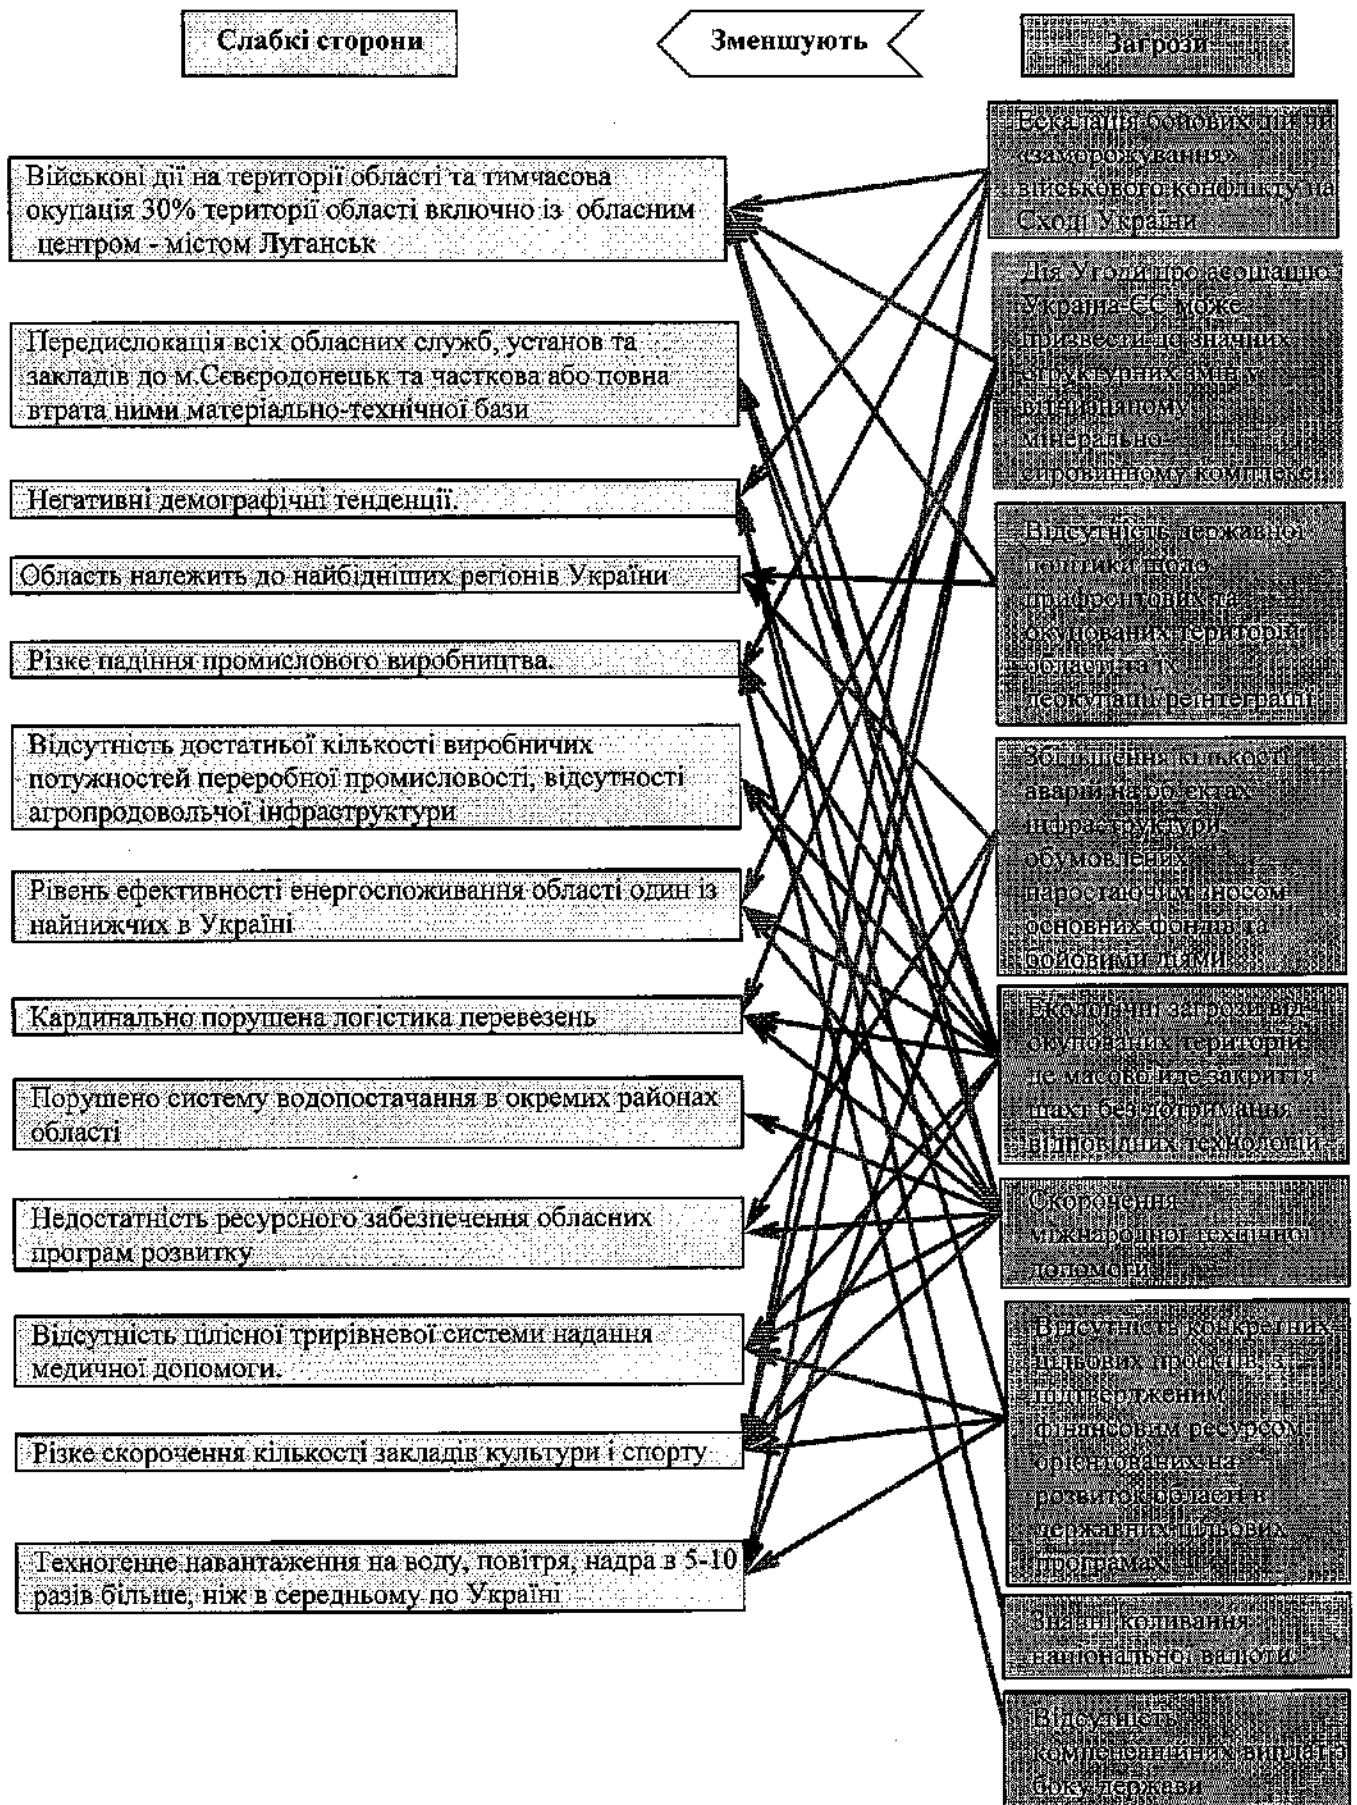 Слабкі сторони
Зменшують
Загрози
Військові дії на території області та тимчасова
окупація 30% території області включно із обласним
центром - містом Луганськ
Передислокація всіх обласних служб, установ та
закладів до м.Сєвєродонецьк та часткова або повна
втрата ними матеріально-технічної бази
Негативні демографічні тенденції.
Область належить до найбідніших регіонів України
Різке падіння промислового виробництва.
Відсутність достатньої кількості виробничих
потужностей переробної промисловості, відсутності
агропродовольчої інфраструктури
Рівень ефективності енергоспоживання області один із
найнижчих в Україні
Кардинально порушена логістика перевезень
Порушено систему водопостачання в окремих районах
області
Недостатність ресурсного забезпечення обласних
програм розвитку
Відсутність цілісної трирівневої системи надання
медичної допомоги.
Різке скорочення кількості закладів культури і спорту
Техногенне навантаження на воду, повітря, надра в 5-10
разів більше, ніж в середньому по Україні
Ескалація бойових дій чи
«заморожування»
військового конфлікту на
Сході України
Дія Угоди про асоціацію
Україна-ЄС може
призвести до значних
структурних змін у
вітчизняному
мінерально-
сировинному комплексі
Відсутність державної
політики щодо
прифронтових та
окупованих територій
області та їх
деокупації/реінтеграції
Збільшення кількості
аварій на об'єктах
інфраструктури,
обумовлених
наростаючим зносом
основних фондів та
бойовими діями
Екологічні загрози від
окупованих територій,
де масово йде закриття
шахт без дотримання
відповідних технологій
Скорочення
міжнародної технічної
допомоги
Відсутність конкретних
цільових проектів, з
підтвердженим
фінансовим ресурсом,
орієнтованих на
розвиток області в
державних цільових
програмах
Значні коливання
національної валюти
Відсутність
компенсаційних виплат з
боку держави